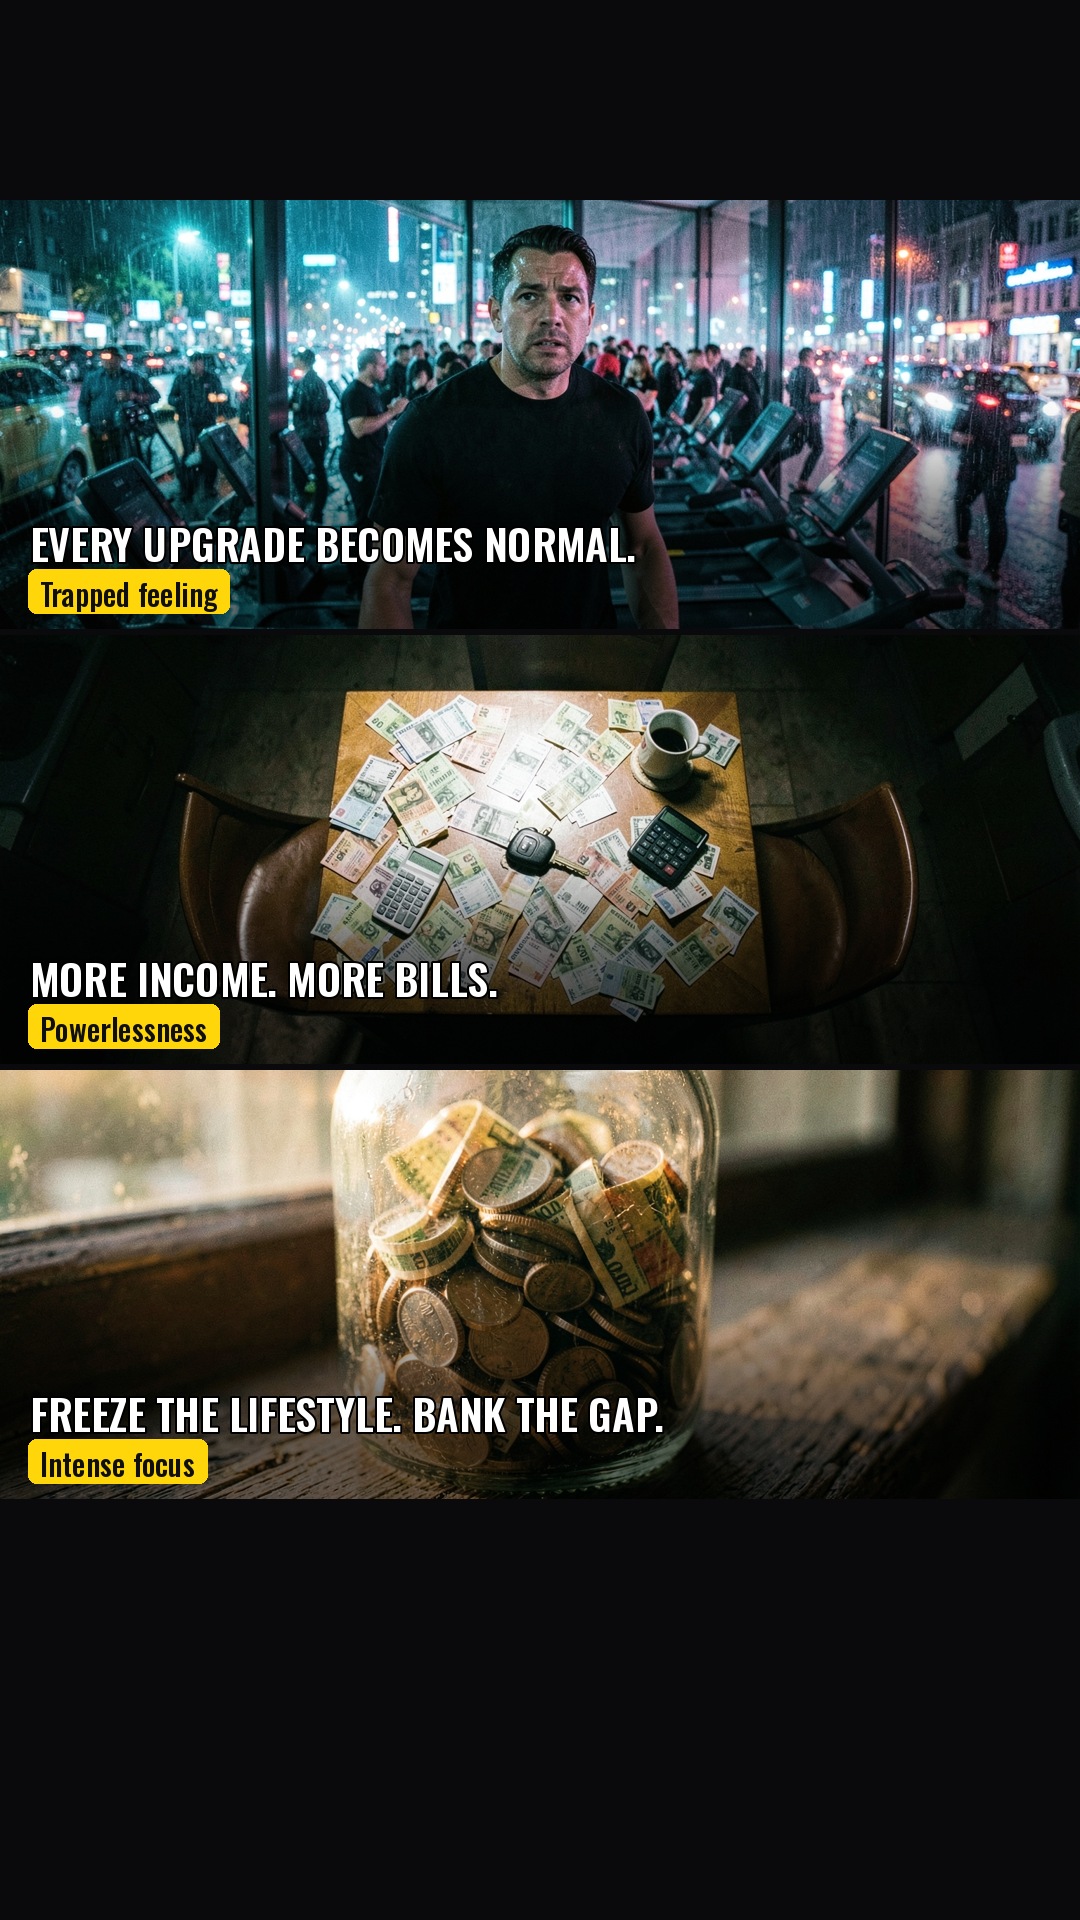 EVERY UPGRADE BECOMES NORMAL.
Trapped feeling
MORE INCOME. MORE BILLS.
Powerlessness
FREEZE THE LIFESTYLE. BANK THE GAP.
Intense focus